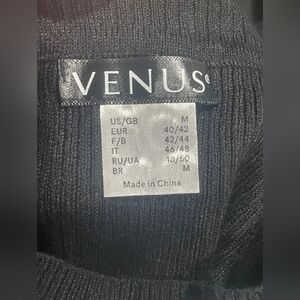 VENUS
US/GB M
EUR 40/42
F/B 42/44
IT 46/48
RU/UA 48/50
BR M
Made in China